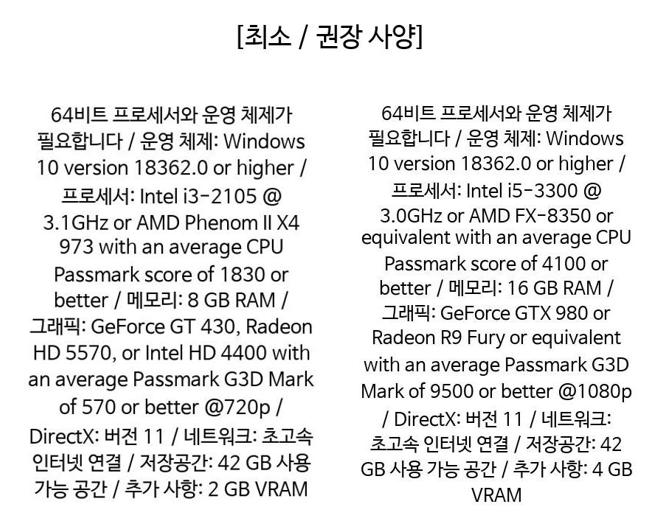 [최소 / 권장 사양]
64비트 프로세서와 운영 체제가
필요합니다 / 운영 체제: Windows
10 version 18362.0 or higher /
프로세서: Intel i3-2105 @
3.1GHz or AMD Phenom II X4
973 with an average CPU
Passmark score of 1830 or
better / 메모리: 8 GB RAM /
그래픽: GeForce GT 430, Radeon
HD 5570, or Intel HD 4400 with
an average Passmark G3D Mark
of 570 or better @720p /
DirectX: 버전 11 / 네트워크: 초고속
인터넷 연결 / 저장공간: 42 GB 사용
가능 공간 / 추가 사항: 2 GB VRAM
64비트 프로세서와 운영 체제가
필요합니다 / 운영 체제: Windows
10 version 18362.0 or higher /
프로세서: Intel i5-3300 @
3.0GHz or AMD FX-8350 or
equivalent with an average CPU
Passmark score of 4100 or
better / 메모리: 16 GB RAM /
그래픽: GeForce GTX 980 or
Radeon R9 Fury or equivalent
with an average Passmark G3D
Mark of 9500 or better @1080p
/ DirectX: 버전 11 / 네트워크:
초고속 인터넷 연결 / 저장공간: 42
GB 사용 가능 공간 / 추가 사항: 4 GB
VRAM